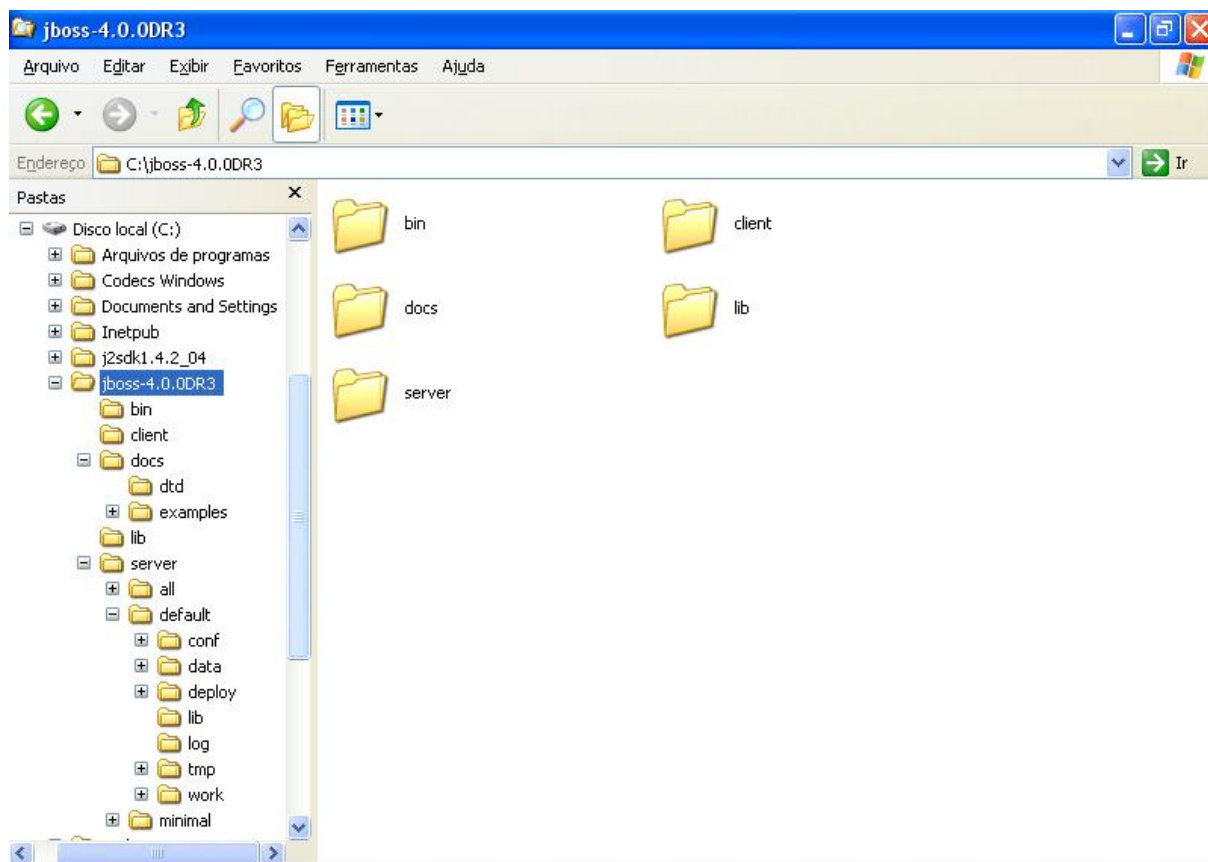 jboss-4.0.0DR3
Arquivo Editar Exibir Favoritos Ferramentas Ajuda
Endereço C:\jboss-4.0.0DR3 Ir
Pastas
Disco local (C:)
Arquivos de programas
Codecs Windows
Documents and Settings
Inetpub
j2sdk1.4.2_04
jboss-4.0.0DR3
bin
client
docs
dtd
examples
lib
server
all
default
conf
data
deploy
lib
log
tmp
work
minimal
bin client
docs lib
server